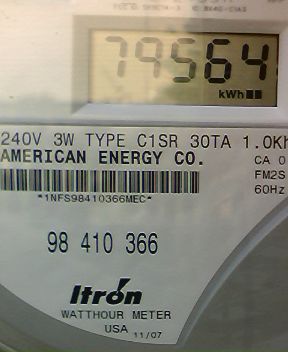 79564
kWh
240V 3W TYPE C1SR 30TA 1.0Kh
AMERICAN ENERGY CO.
CA 0
FM2S
60Hz
*1NFS98410366MEC*
98 410 366
Itron
WATTHOUR METER
USA 11/07